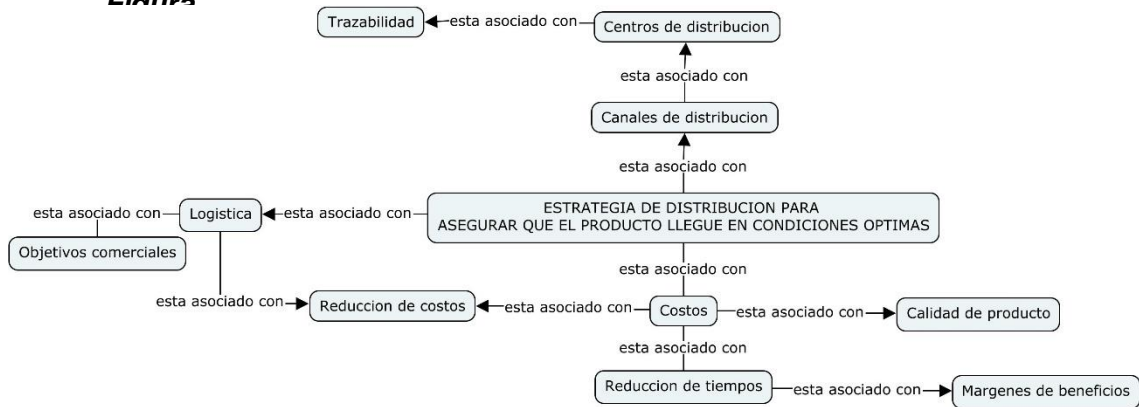 Figura
Trazabilidad
esta asociado con
Centros de distribucion
esta asociado con
Canales de distribucion
esta asociado con
ESTRATEGIA DE DISTRIBUCION PARA
ASEGURAR QUE EL PRODUCTO LLEGUE EN CONDICIONES OPTIMAS
esta asociado con
Logistica
esta asociado con
Objetivos comerciales
esta asociado con
esta asociado con
Reduccion de costos
esta asociado con
Costos
esta asociado con
Calidad de producto
esta asociado con
Reduccion de tiempos
esta asociado con
Margenes de beneficios